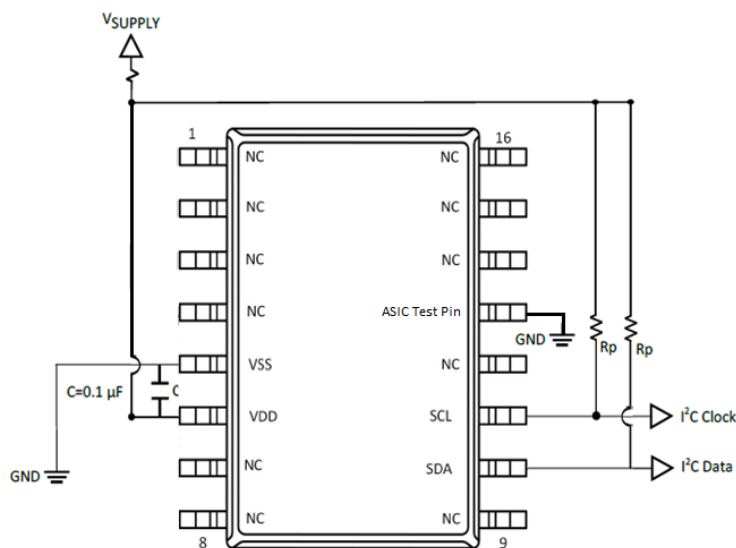 VSUPPLY
1
16
NC
NC
NC
NC
NC
NC
NC
ASIC Test Pin
GND
Rp
Rp
VSS
NC
C=0.1 µF
C
VDD
SCL
I²C Clock
GND
NC
SDA
I²C Data
NC
NC
8
9